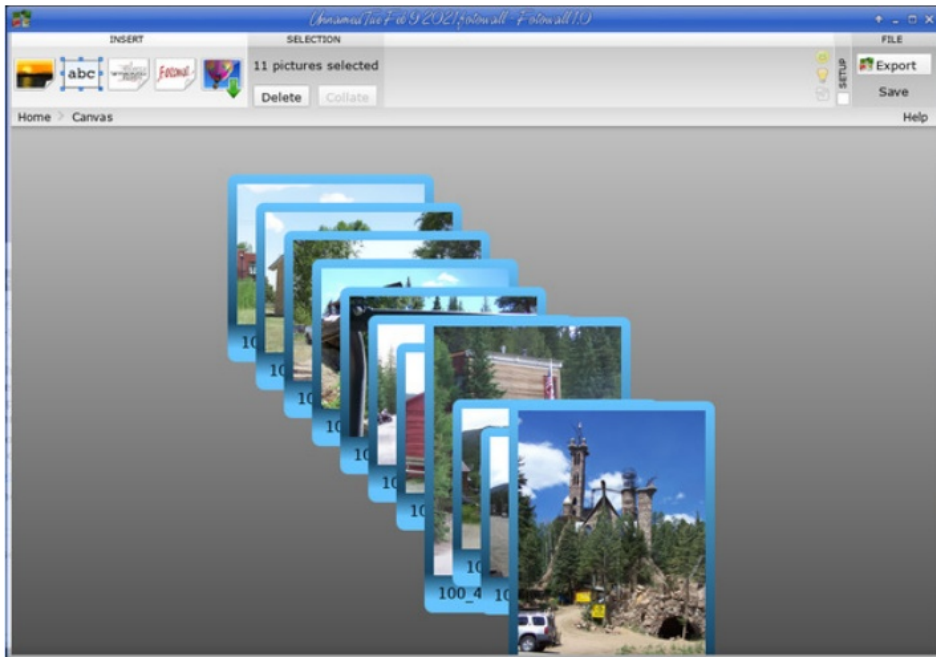 Unnamed Tue Feb 9 2021.fotowall - Fotowall 1.0
INSERT
SELECTION
FILE
abc
Fotowall
11 pictures selected
Delete
Collate
SETUP
Export
Save
Home
Canvas
Help
10
10
10
10
10
10
10
10
100_4
10